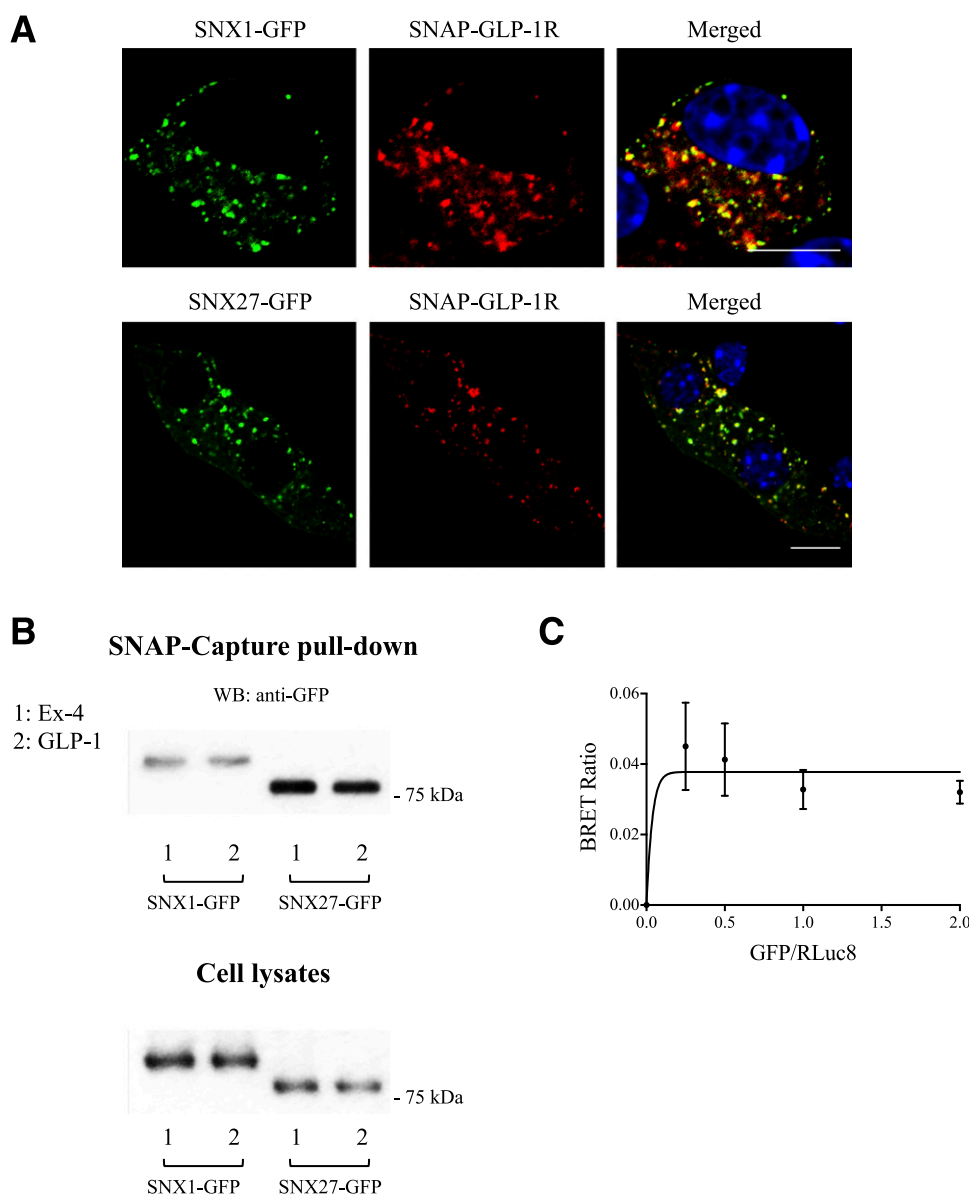 A
SNX1-GFP SNAP-GLP-1R Merged
SNX27-GFP SNAP-GLP-1R Merged
B
SNAP-Capture pull-down
WB: anti-GFP
1: Ex-4
2: GLP-1
- 75 kDa
1 2 1 2
SNX1-GFP SNX27-GFP
Cell lysates
- 75 kDa
1 2 1 2
SNX1-GFP SNX27-GFP
C
0.06
0.04
0.02
0.00
BRET Ratio
0.0 0.5 1.0 1.5 2.0
GFP/RLuc8